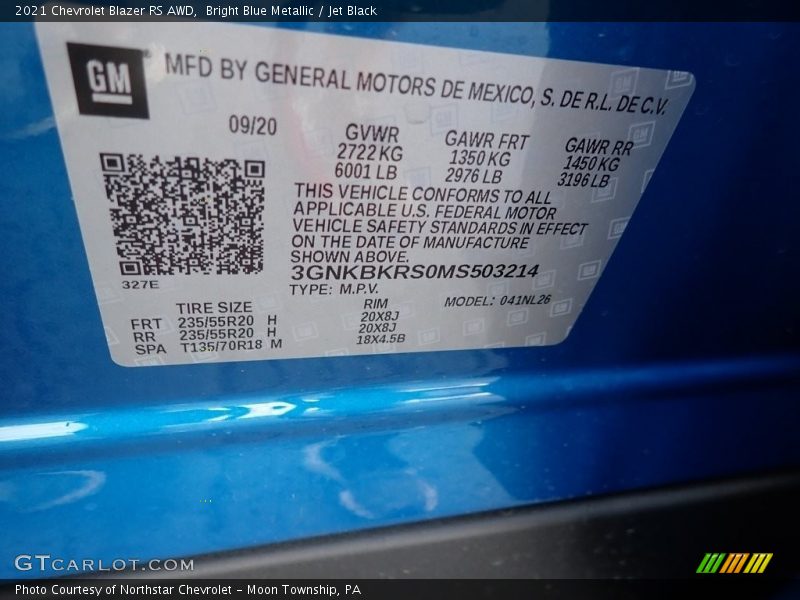 2021 Chevrolet Blazer RS AWD, Bright Blue Metallic / Jet Black
GM
MFD BY GENERAL MOTORS DE MEXICO, S. DE R.L. DE C.V.
09/20
GVWR GAWR FRT GAWR RR
2722 KG 1350 KG 1450 KG
6001 LB 2976 LB 3196 LB
THIS VEHICLE CONFORMS TO ALL
APPLICABLE U.S. FEDERAL MOTOR
VEHICLE SAFETY STANDARDS IN EFFECT
ON THE DATE OF MANUFACTURE
SHOWN ABOVE.
3GNKBKRS0MS503214
327E
TYPE: M.P.V. MODEL: 041NL26
TIRE SIZE RIM
FRT 235/55R20 H 20X8J
RR 235/55R20 H 20X8J
SPA T135/70R18 M 18X4.5B
GTCARLOT.COM
Photo Courtesy of Northstar Chevrolet - Moon Township, PA